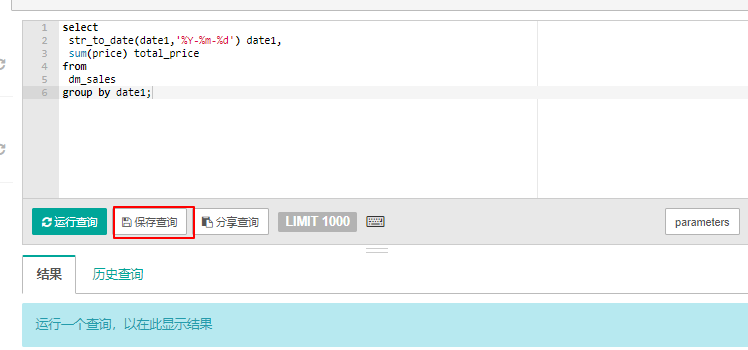 1 select
2 str_to_date(date1,'%Y-%m-%d') date1,
3 sum(price) total_price
4 from
5 dm_sales
6 group by date1;
运行查询 保存查询 分享查询 LIMIT 1000 parameters
结果 历史查询
运行一个查询，以在此显示结果